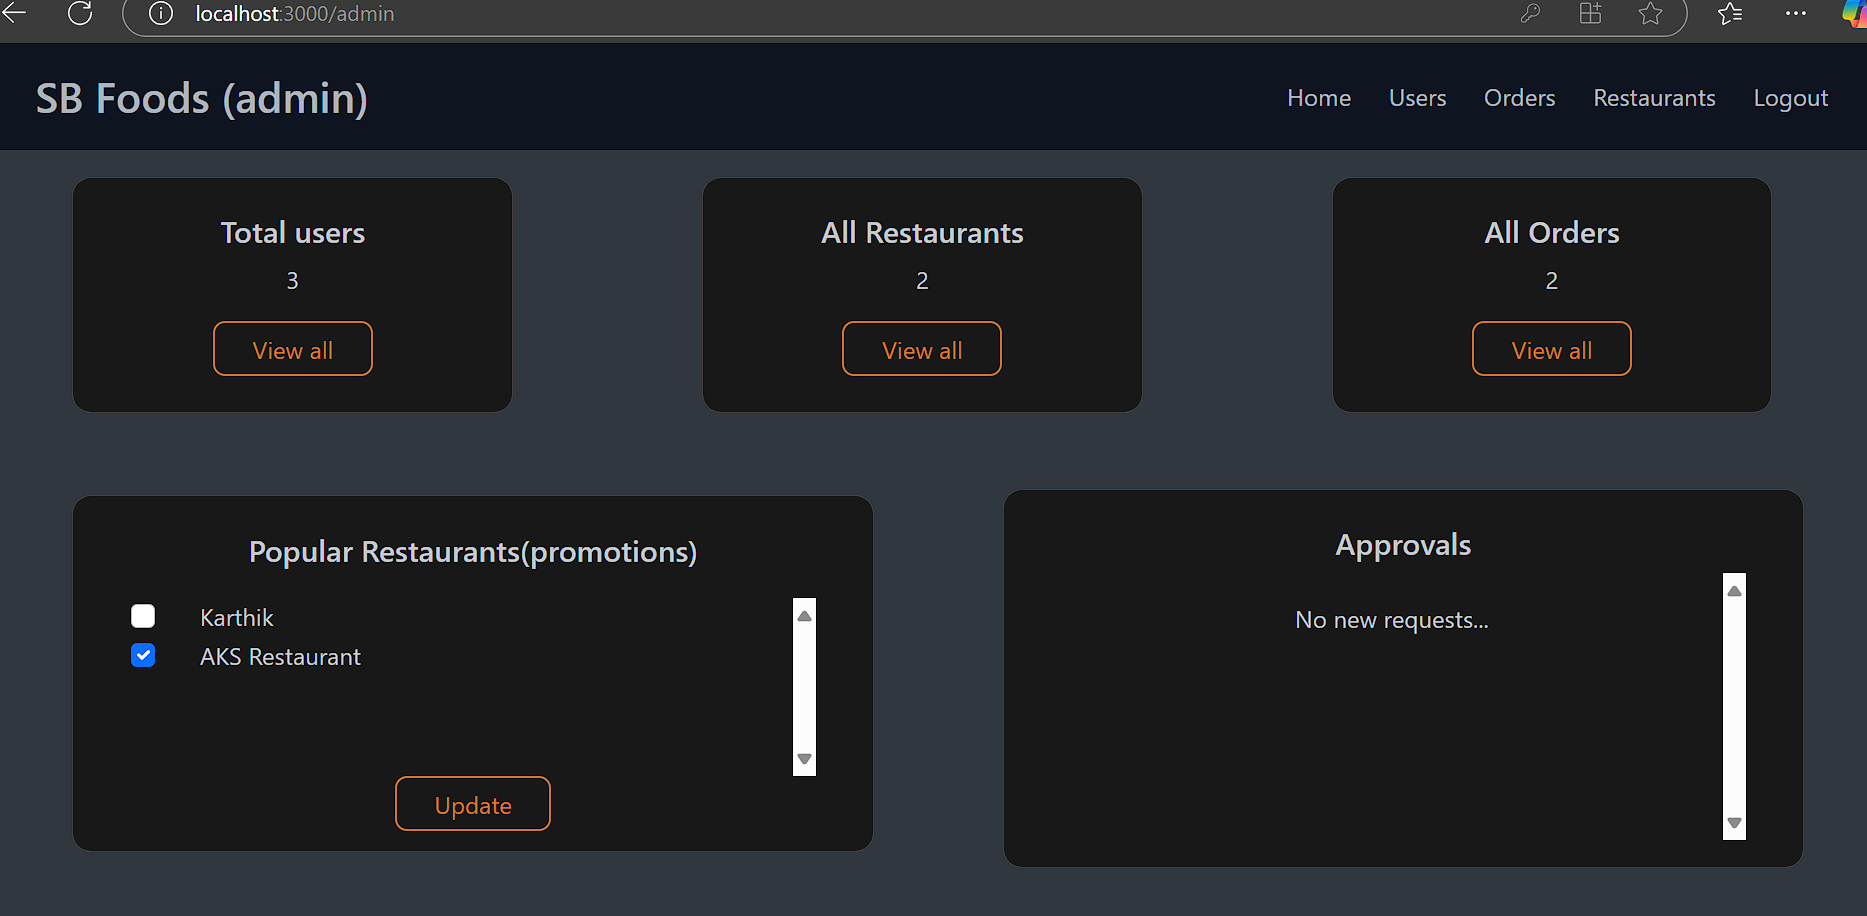 localhost:3000/admin
SB Foods (admin)
Home Users Orders Restaurants Logout
Total users
3
View all
All Restaurants
2
View all
All Orders
2
View all
Popular Restaurants(promotions)
Karthik
AKS Restaurant
Update
Approvals
No new requests...